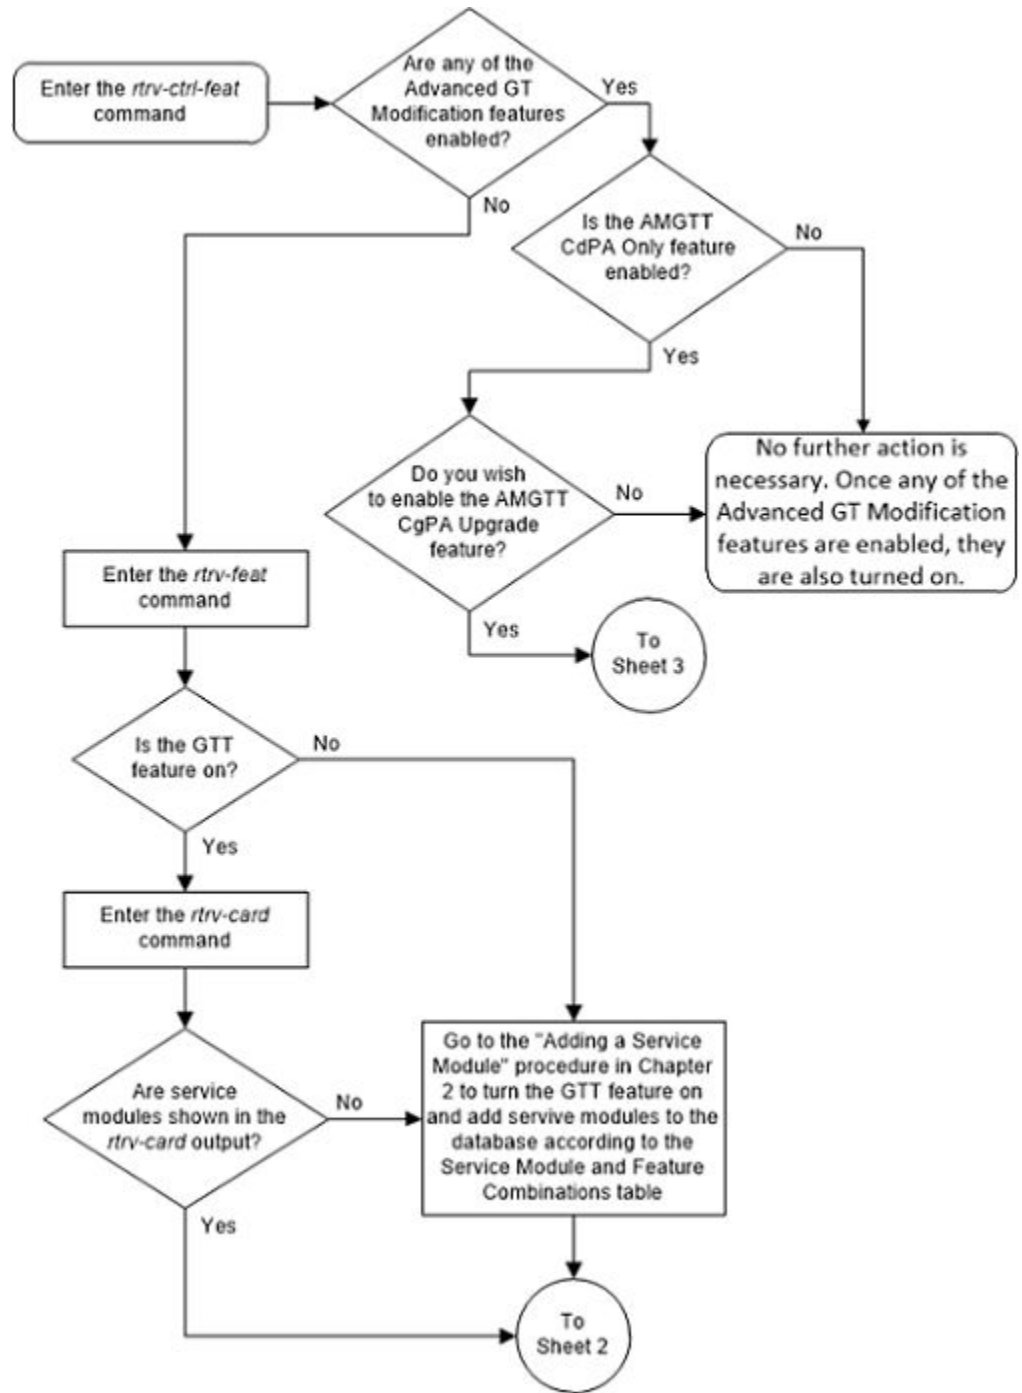 Enter the rtrv-ctrl-feat
command
Are any of the
Advanced GT
Modification features
enabled?
Yes
No
Is the AMGTT
CdPA Only feature
enabled?
No
Yes
Do you wish
to enable the AMGTT
CgPA Upgrade
feature?
No
Yes
No further action is
necessary. Once any of the
Advanced GT Modification
features are enabled, they
are also turned on.
To
Sheet 3
Enter the rtrv-feat
command
Is the GTT
feature on?
No
Yes
Enter the rtrv-card
command
Are service
modules shown in the
rtrv-card output?
No
Yes
Go to the "Adding a Service
Module" procedure in Chapter
2 to turn the GTT feature on
and add servive modules to the
database according to the
Service Module and Feature
Combinations table
To
Sheet 2